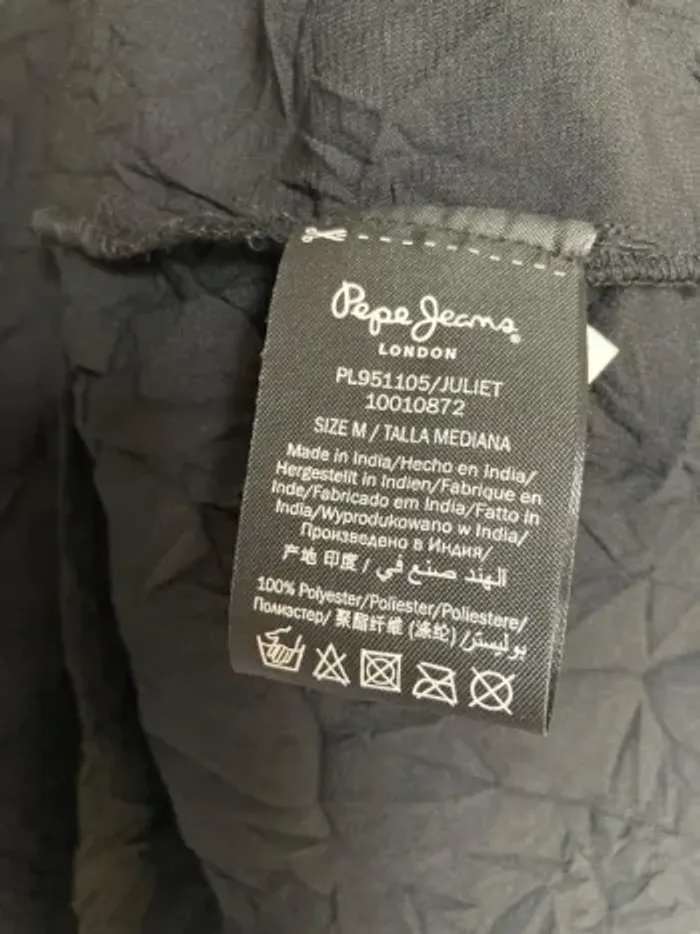 Pepe Jeans®
LONDON
PL951105/JULIET
10010872
SIZE M / TALLA MEDIANA
Made in India/Hecho en India/
Hergestellt in Indien/Fabrique en
Inde/Fabricado em India/Fatto in
India/Wyprodukowano w India/
Произведено в Индия/
产地 印度 / الهند صنع في/
100% Polyester/Poliester/Poliestere/
Полиэстер/ 聚酯纤维 (涤纶) /بوليستر/